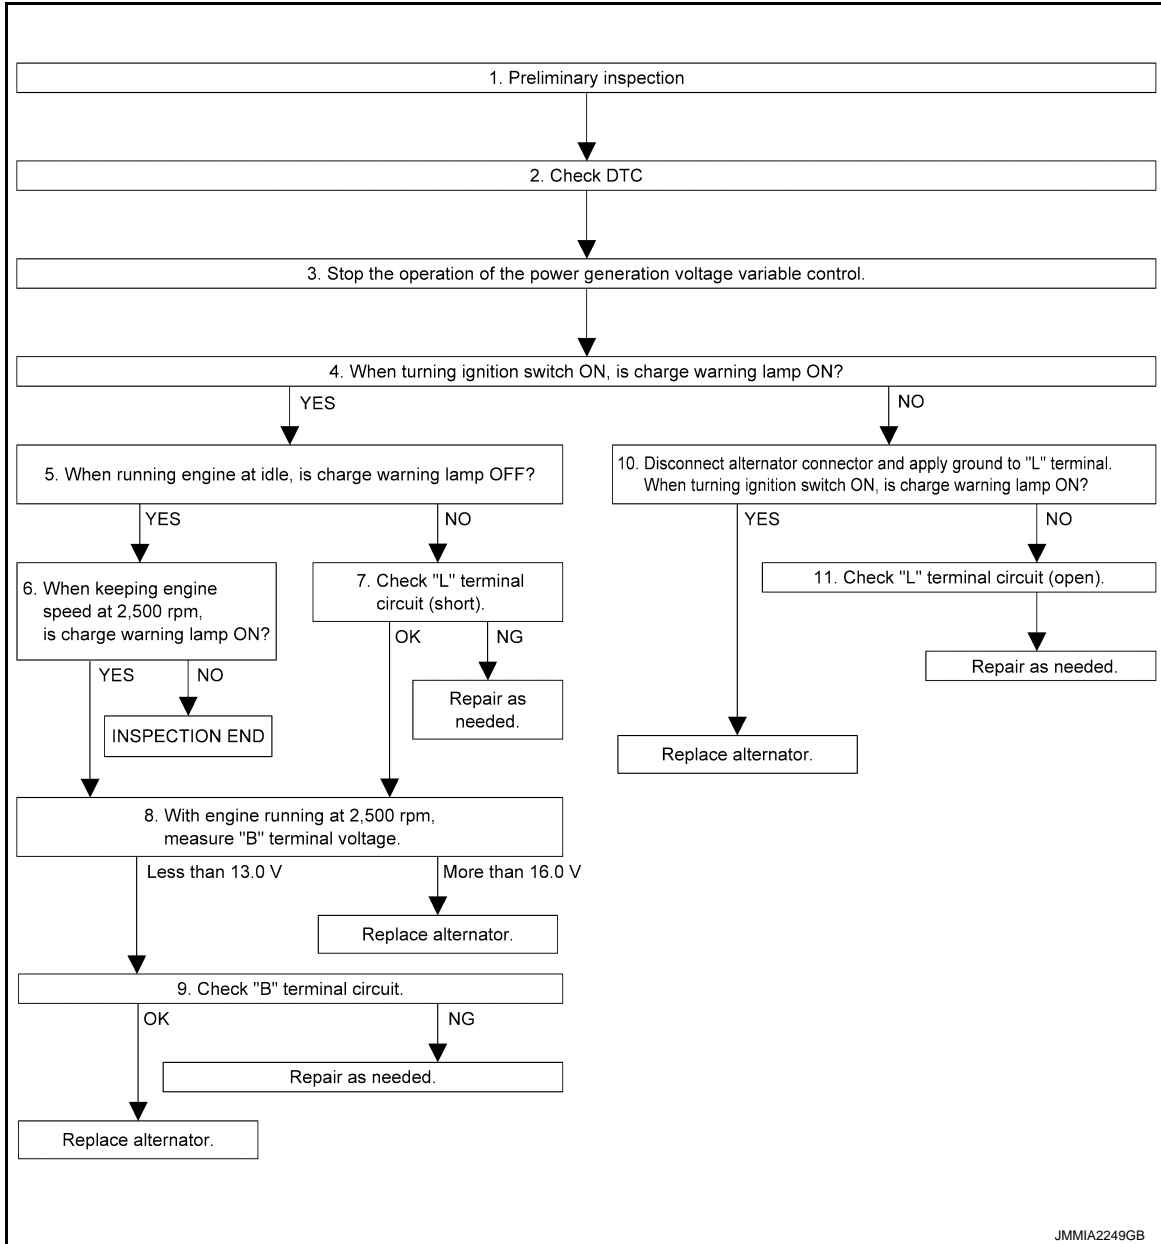 1. Preliminary inspection
2. Check DTC
3. Stop the operation of the power generation voltage variable control.
4. When turning ignition switch ON, is charge warning lamp ON?
YES
NO
5. When running engine at idle, is charge warning lamp OFF?
10. Disconnect alternator connector and apply ground to "L" terminal.
When turning ignition switch ON, is charge warning lamp ON?
YES
NO
YES
NO
6. When keeping engine
speed at 2,500 rpm,
is charge warning lamp ON?
7. Check "L" terminal
circuit (short).
11. Check "L" terminal circuit (open).
OK
NG
YES
NO
Repair as needed.
Repair as
needed.
INSPECTION END
Replace alternator.
8. With engine running at 2,500 rpm,
measure "B" terminal voltage.
Less than 13.0 V
More than 16.0 V
Replace alternator.
9. Check "B" terminal circuit.
OK
NG
Repair as needed.
Replace alternator.
JMMIA2249GB